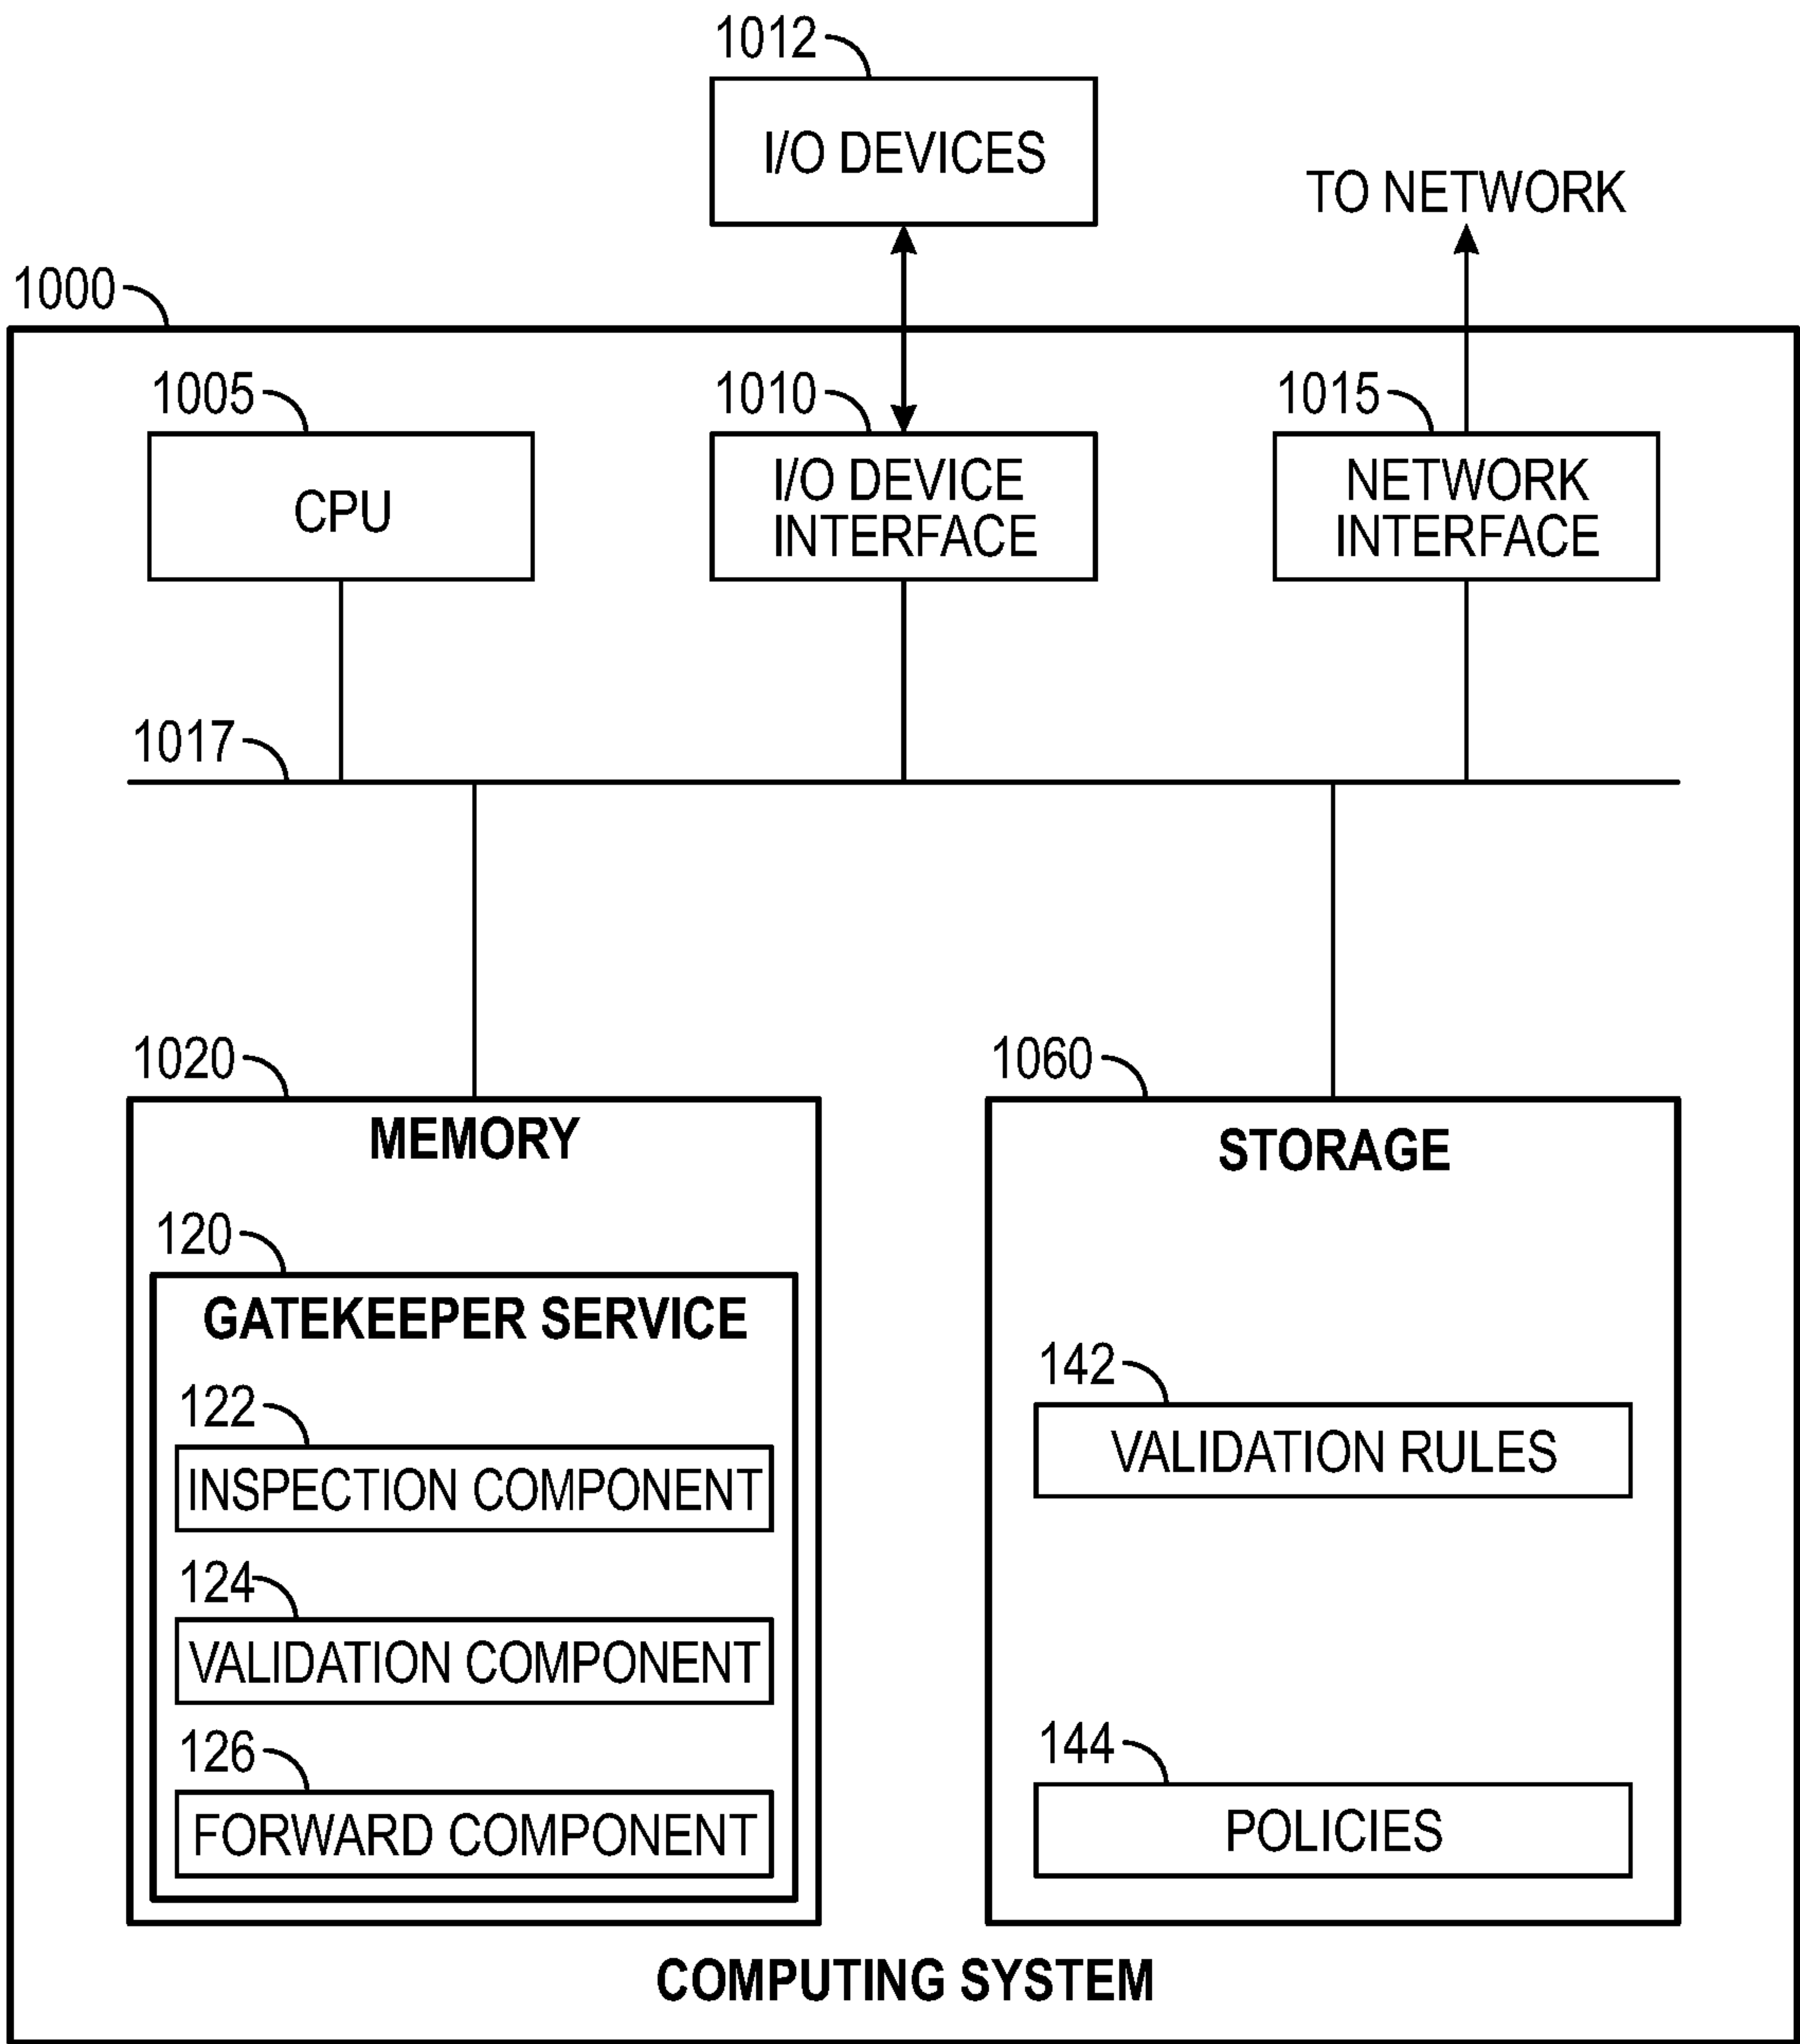 1012
I/O DEVICES
TO NETWORK
1000
1005
1010
1015
CPU
I/O DEVICE
INTERFACE
NETWORK
INTERFACE
1017
1020
1060
MEMORY
STORAGE
120
GATEKEEPER SERVICE
122
INSPECTION COMPONENT
124
VALIDATION COMPONENT
126
FORWARD COMPONENT
142
VALIDATION RULES
144
POLICIES
COMPUTING SYSTEM